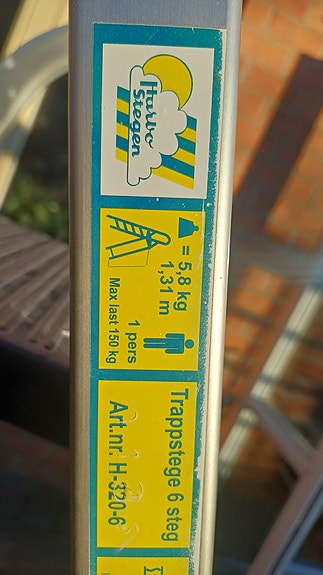 Harbo
Stegen
= 5,8 kg
1,31 m
1 pers
Max last 150 kg
Trappstege 6 steg
Art.nr. H-320-6